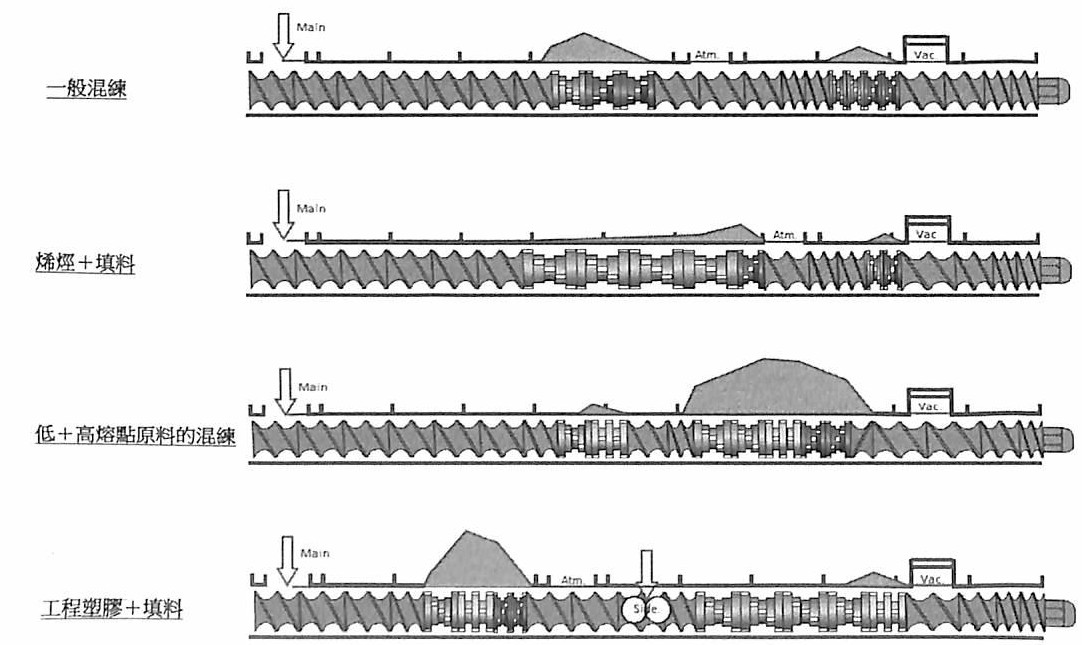 Main
Atm.
Vac
一般混練
Main
Atm.
Vac
烯烴+填料
Main
Vac
低+高熔點原料的混練
Main
Atm.
Vac.
Side.
工程塑膠+填料